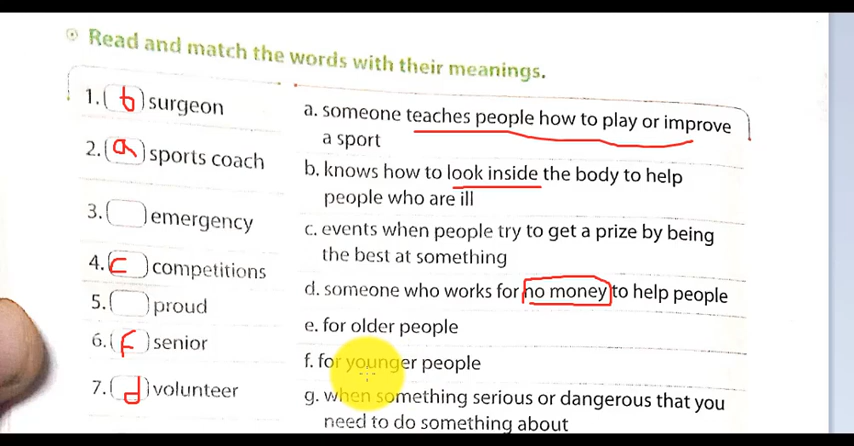 Read and match the words with their meanings.
1.(b) surgeon
2.(a) sports coach
3.( ) emergency
4.(c) competitions
5.( ) proud
6.(f) senior
7.(d) volunteer
a. someone teaches people how to play or improve
a sport
b. knows how to look inside the body to help
people who are ill
c. events when people try to get a prize by being
the best at something
d. someone who works for no money to help people
e. for older people
f. for younger people
g. when something serious or dangerous that you
need to do something about